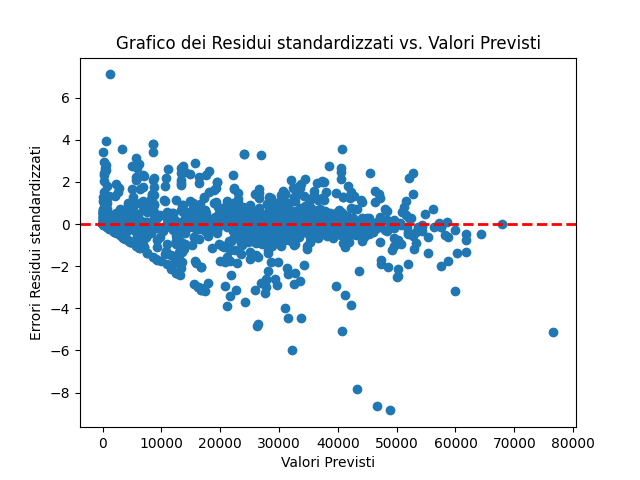 Grafico dei Residui standardizzati vs. Valori Previsti
Errori Residui standardizzati
6
4
2
0
−2
−4
−6
−8
0 10000 20000 30000 40000 50000 60000 70000 80000
Valori Previsti